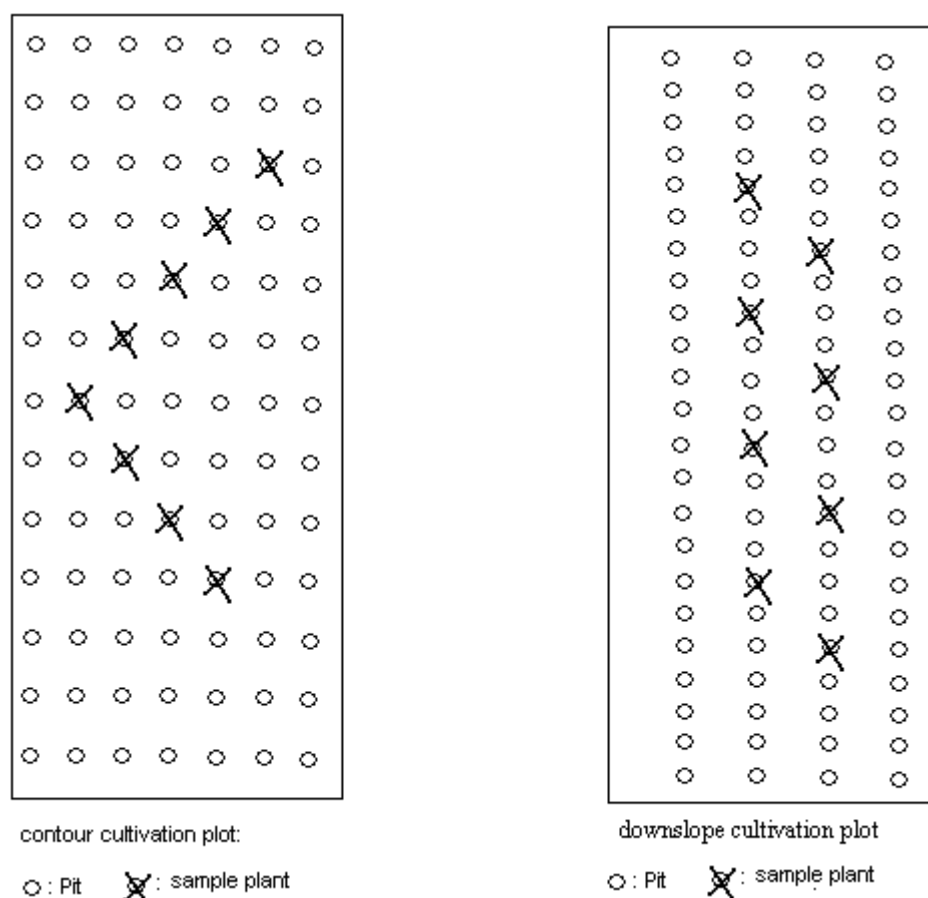 contour cultivation plot:
: Pit : sample plant
downslope cultivation plot
: Pit : sample plant